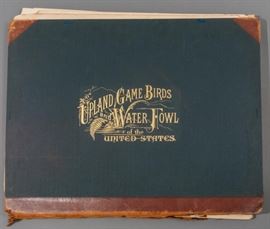 Upland Game Birds
and Water Fowl
of the
United States.